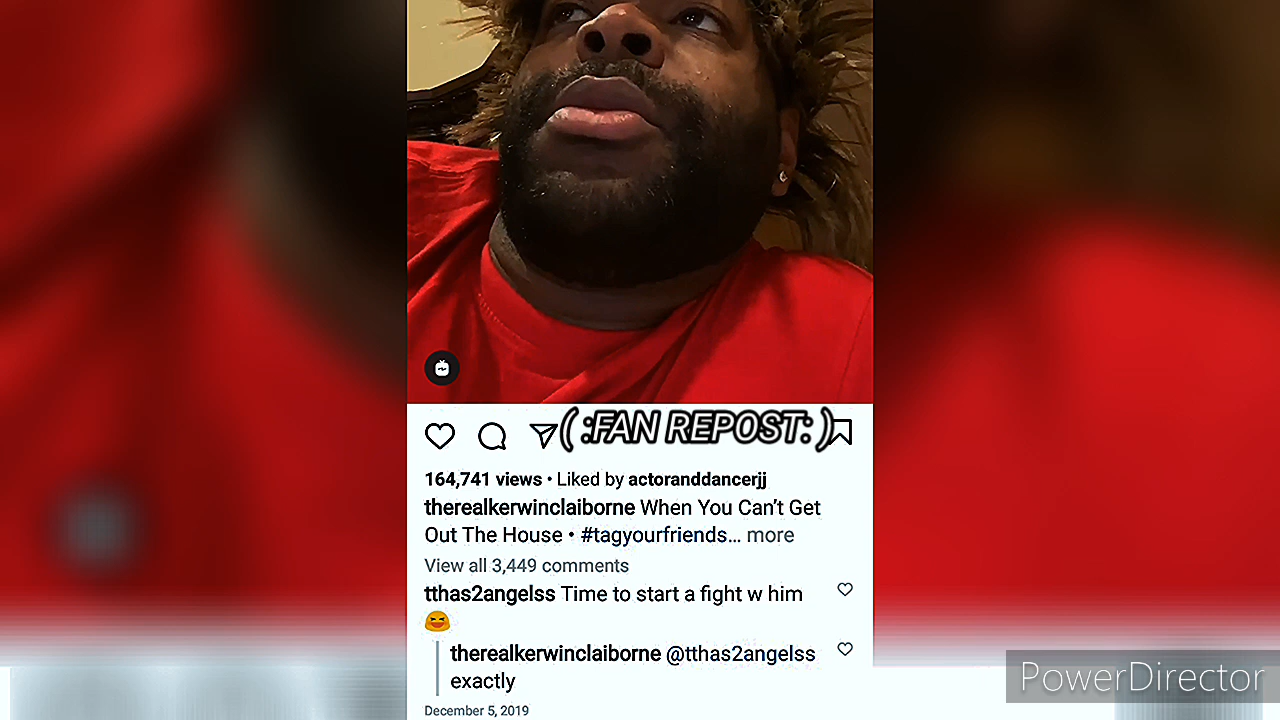 ( :FAN REPOST: )
164,741 views • Liked by actoranddancerjj
therealkerwinclaiborne When You Can't Get
Out The House • #tagyourfriends... more
View all 3,449 comments
tthas2angelss Time to start a fight w him
😆
therealkerwinclaiborne @tthas2angelss
exactly
December 5, 2019
PowerDirector